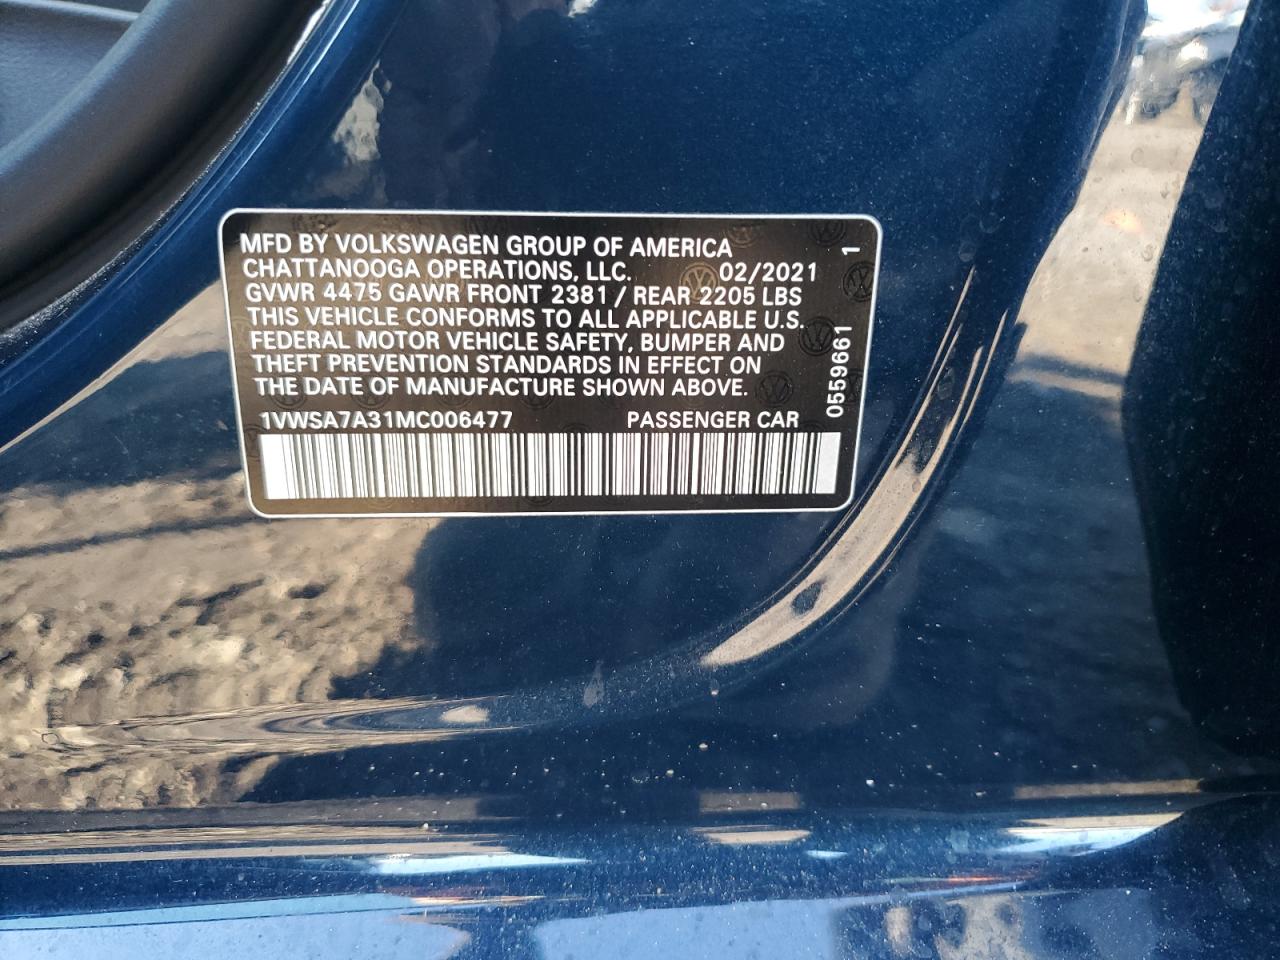 MFD BY VOLKSWAGEN GROUP OF AMERICA
CHATTANOOGA OPERATIONS, LLC. 02/2021
GVWR 4475 GAWR FRONT 2381 / REAR 2205 LBS
THIS VEHICLE CONFORMS TO ALL APPLICABLE U.S.
FEDERAL MOTOR VEHICLE SAFETY, BUMPER AND
THEFT PREVENTION STANDARDS IN EFFECT ON
THE DATE OF MANUFACTURE SHOWN ABOVE.
1VWSA7A31MC006477 PASSENGER CAR
0559661 1